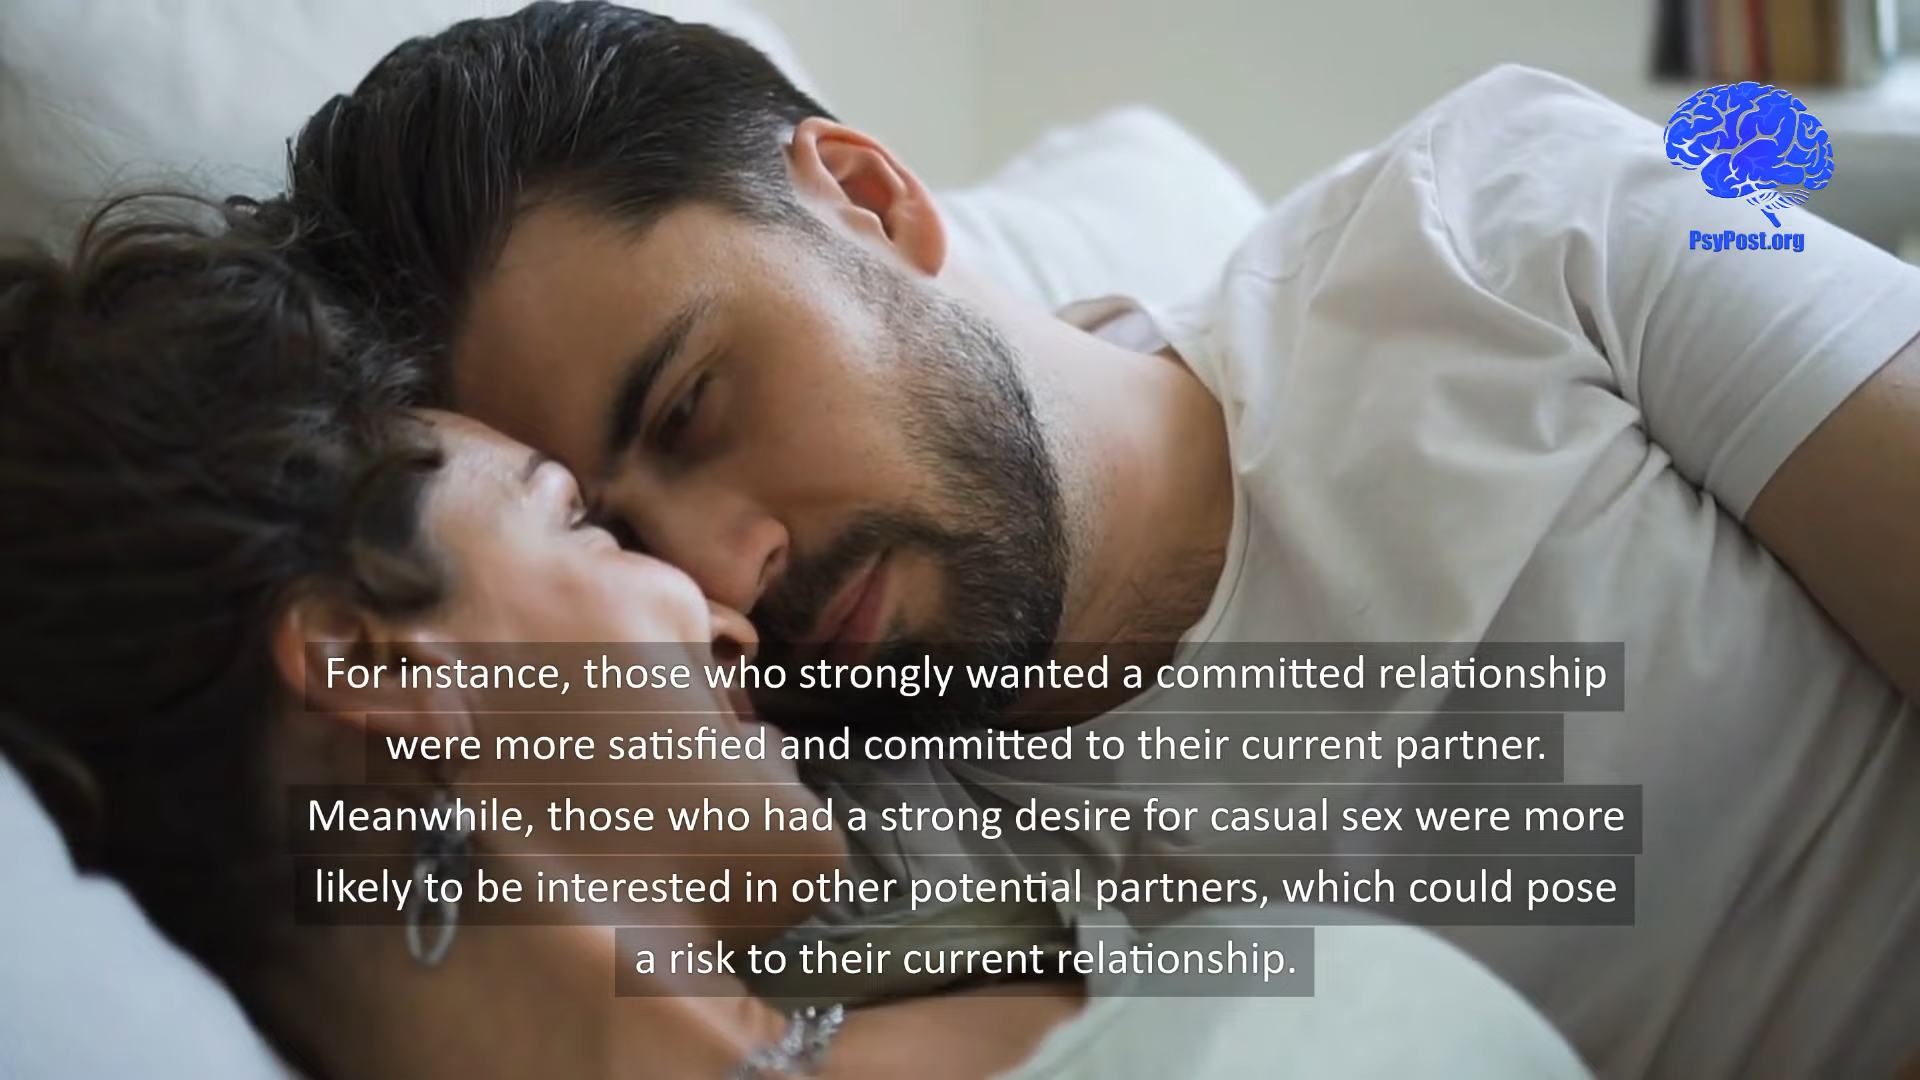 PsyPost.org
For instance, those who strongly wanted a committed relationship
were more satisfied and committed to their current partner.
Meanwhile, those who had a strong desire for casual sex were more
likely to be interested in other potential partners, which could pose
a risk to their current relationship.